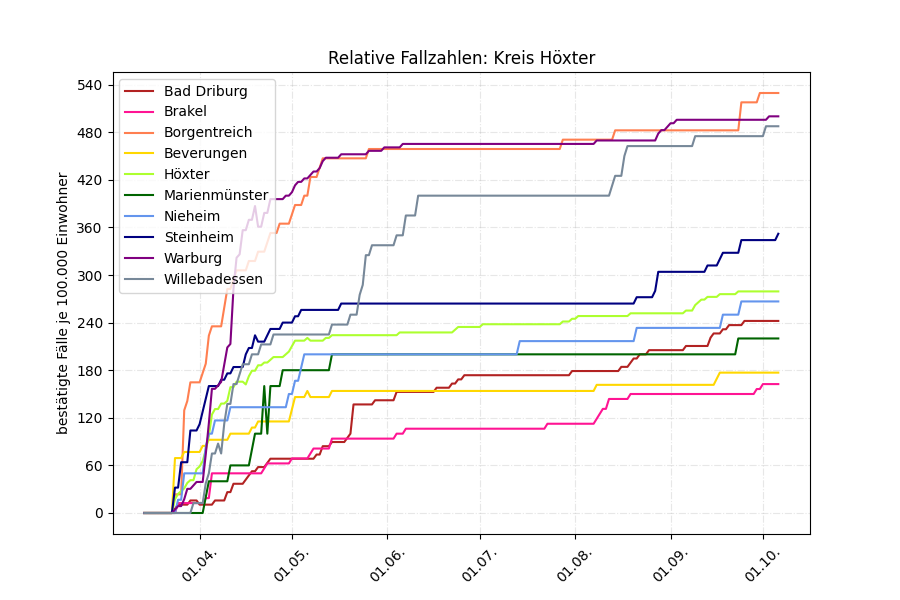 Relative Fallzahlen: Kreis Höxter
bestätigte Fälle je 100.000 Einwohner
540
480
420
360
300
240
180
120
60
0
Bad Driburg
Brakel
Borgentreich
Beverungen
Höxter
Marienmünster
Nieheim
Steinheim
Warburg
Willebadessen
01.04.
01.05.
01.06.
01.07.
01.08.
01.09.
01.10.